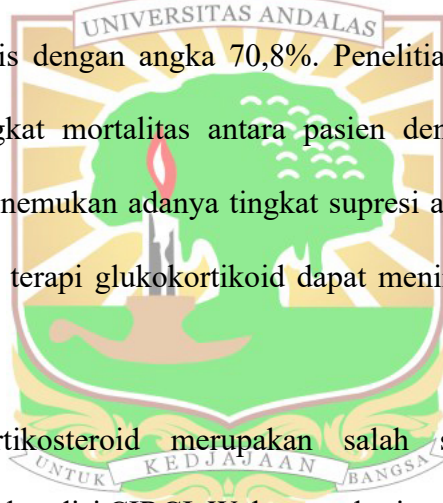 UNIVERSITAS ANDALAS
is dengan angka 70,8%. Penelitia
gkat mortalitas antara pasien den
nemukan adanya tingkat supresi a
terapi glukokortikoid dapat meni
rtikosteroid merupakan salah s
UNTUK KEDJAJAAN BANGSA